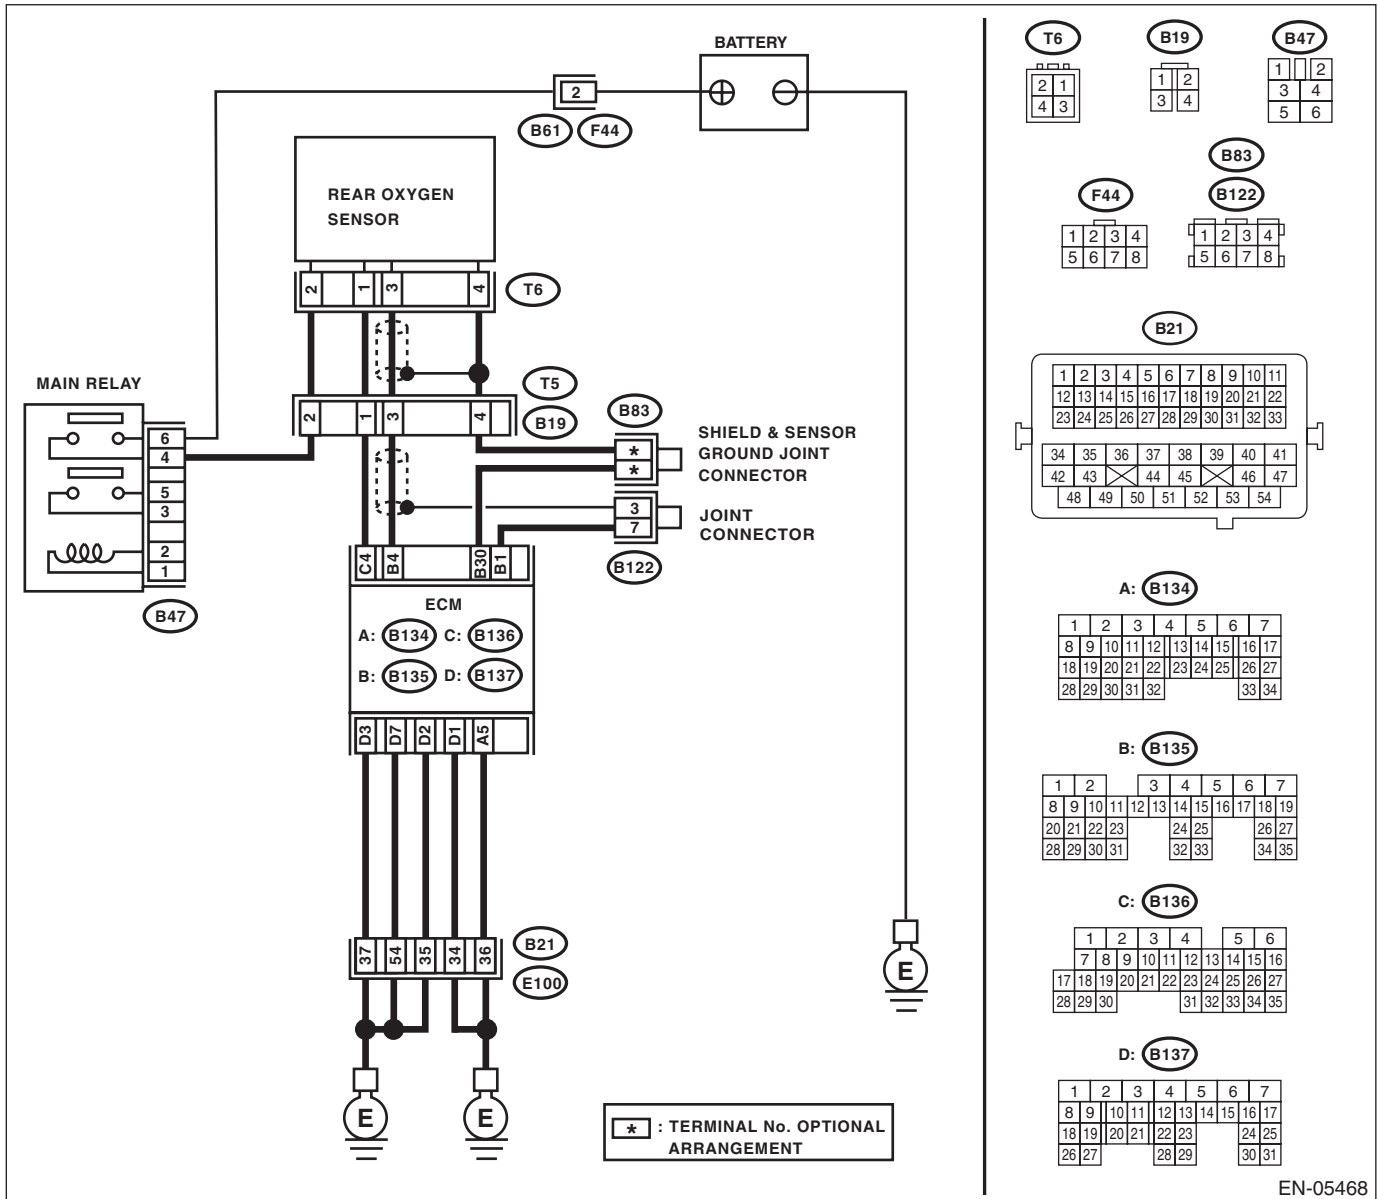 BATTERY
2
B61 F44
REAR OXYGEN
SENSOR
2 1 3 4
T6
MAIN RELAY
T5
2 1 3 4
B19
B83
*
*
SHIELD & SENSOR
GROUND JOINT
CONNECTOR
6
4
5
3
2
1
B47
3
7
JOINT
CONNECTOR
B122
C4 B4 B30 B1
ECM
A: B134 C: B136
B: B135 D: B137
D3 D7 D2 D1 A5
37 54 35 34 36
B21
E100
E
E
E
* : TERMINAL No. OPTIONAL
ARRANGEMENT
T6
2 1
4 3
B19
1 2
3 4
B47
1 2
3 4
5 6
F44
1 2 3 4
5 6 7 8
B83
B122
1 2 3 4
5 6 7 8
B21
1 2 3 4 5 6 7 8 9 10 11
12 13 14 15 16 17 18 19 20 21 22
23 24 25 26 27 28 29 30 31 32 33
34 35 36 37 38 39 40 41
42 43 44 45 46 47
48 49 50 51 52 53 54
A: B134
1 2 3 4 5 6 7
8 9 10 11 12 13 14 15 16 17
18 19 20 21 22 23 24 25 26 27
28 29 30 31 32 33 34
B: B135
1 2 3 4 5 6 7
8 9 10 11 12 13 14 15 16 17 18 19
20 21 22 23 24 25 26 27
28 29 30 31 32 33 34 35
C: B136
1 2 3 4 5 6
7 8 9 10 11 12 13 14 15 16
17 18 19 20 21 22 23 24 25 26 27
28 29 30 31 32 33 34 35
D: B137
1 2 3 4 5 6 7
8 9 10 11 12 13 14 15 16 17
18 19 20 21 22 23 24 25
26 27 28 29 30 31
EN-05468